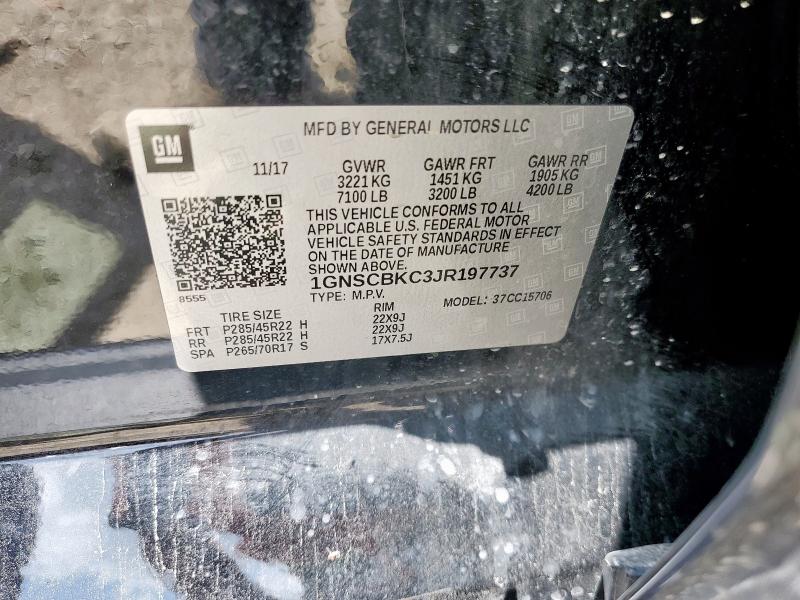 GM
MFD BY GENERAL MOTORS LLC
11/17 GVWR GAWR FRT GAWR RR
3221 KG 1451 KG 1905 KG
7100 LB 3200 LB 4200 LB
THIS VEHICLE CONFORMS TO ALL
APPLICABLE U.S. FEDERAL MOTOR
VEHICLE SAFETY STANDARDS IN EFFECT
ON THE DATE OF MANUFACTURE
SHOWN ABOVE.
1GNSCBKC3JR197737
8555
TYPE: M.P.V. MODEL: 37CC15706
TIRE SIZE RIM
FRT P285/45R22 H 22X9J
RR P285/45R22 H 22X9J
SPA P265/70R17 S 17X7.5J